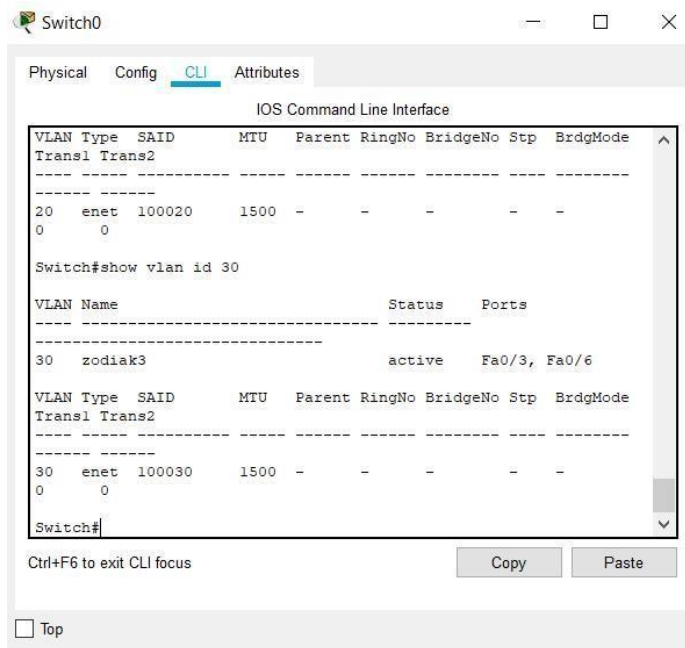 Switch0
Physical Config CLI Attributes
IOS Command Line Interface
VLAN Type SAID MTU Parent RingNo BridgeNo Stp BrdgMode
Trans1 Trans2
---- ----- ---------- ----- ------ ------ -------- ---- --------
------ ------
20 enet 100020 1500 - - - - -
0 0
Switch#show vlan id 30
VLAN Name Status Ports
---- -------------------------------- ---------
-------------------------------
30 zodiak3 active Fa0/3, Fa0/6
VLAN Type SAID MTU Parent RingNo BridgeNo Stp BrdgMode
Trans1 Trans2
---- ----- ---------- ----- ------ ------ -------- ---- --------
------ ------
30 enet 100030 1500 - - - - -
0 0
Switch#
Ctrl+F6 to exit CLI focus
Copy Paste
Top